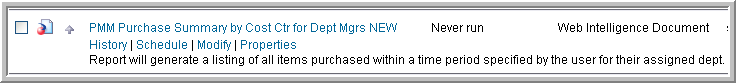 PMM Purchase Summary by Cost Ctr for Dept Mgrs NEW Never run Web Intelligence Document
History | Schedule | Modify | Properties
Report will generate a listing of all items purchased within a time period specified by the user for their assigned dept.